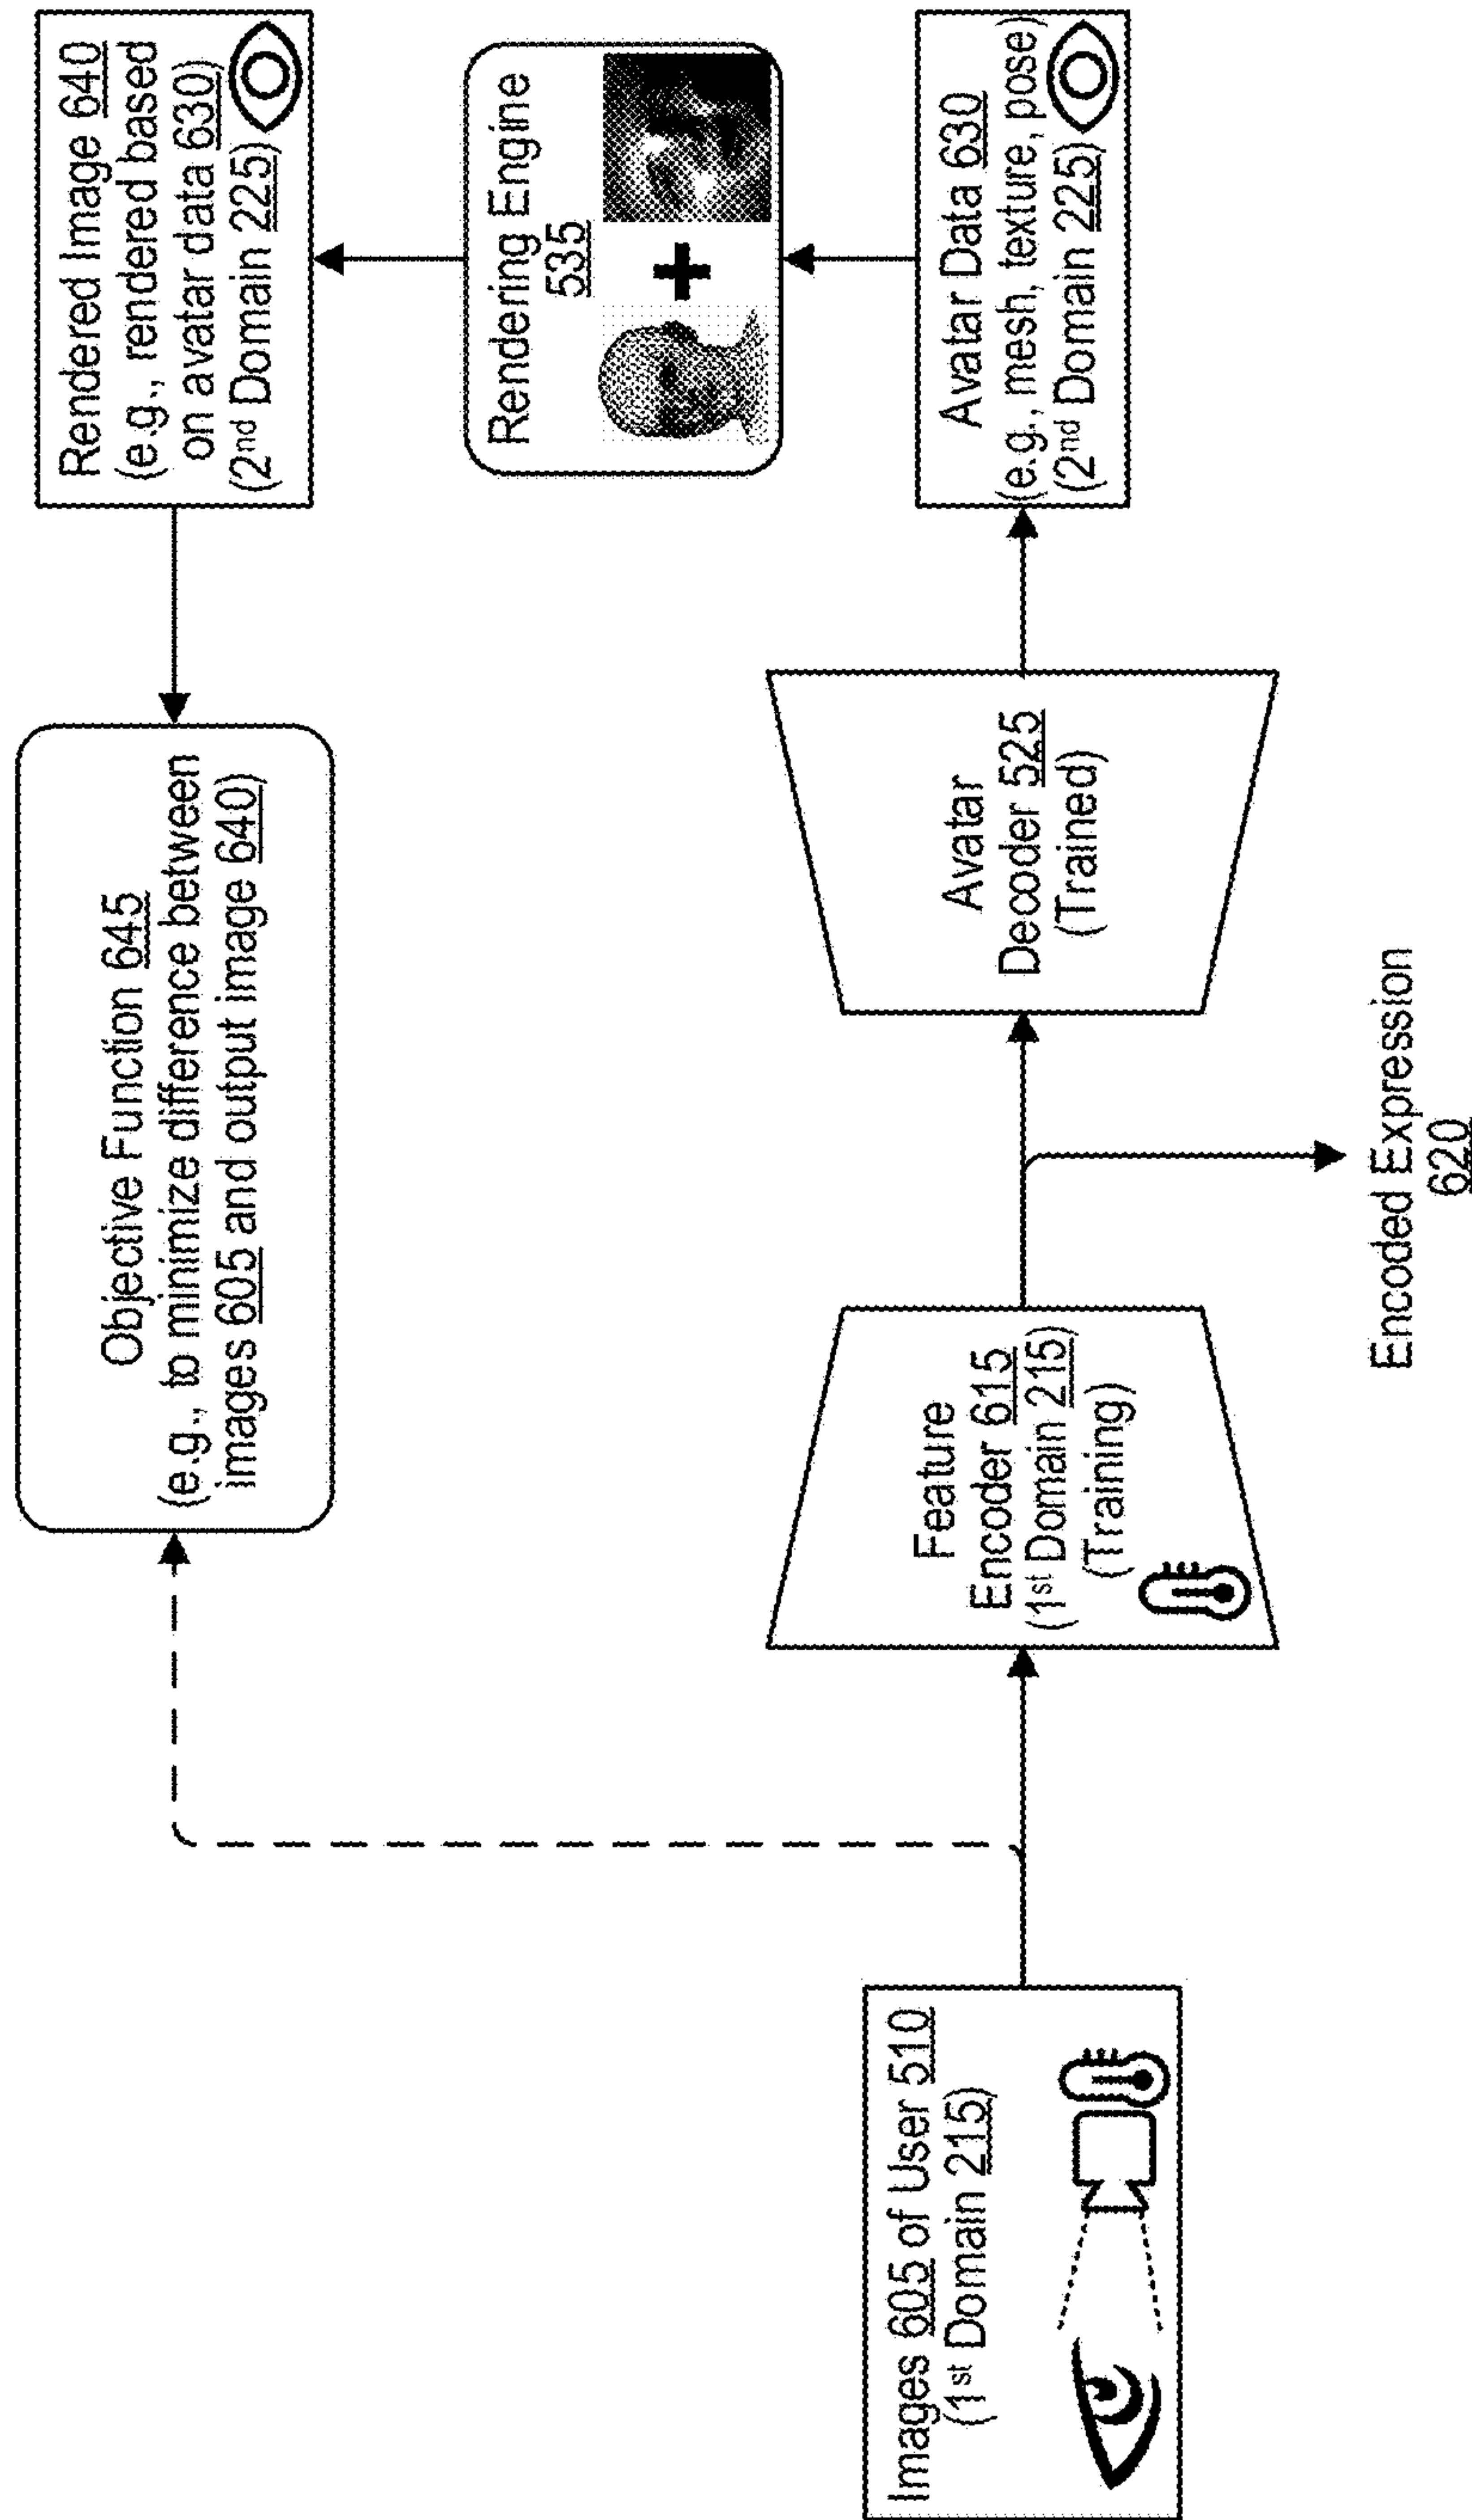 Objective Function 645
(e.g., to minimize difference between
images 605 and output image 640)
Rendered Image 640
(e.g., rendered based
on avatar data 630)
(2nd Domain 225)
Rendering Engine
535
Images 605 of User 510
(1st Domain 215)
Feature
Encoder 615
(1st Domain 215)
(Training)
Avatar
Decoder 525
(Trained)
Avatar Data 630
(e.g., mesh, texture, pose)
(2nd Domain 225)
Encoded Expression
620